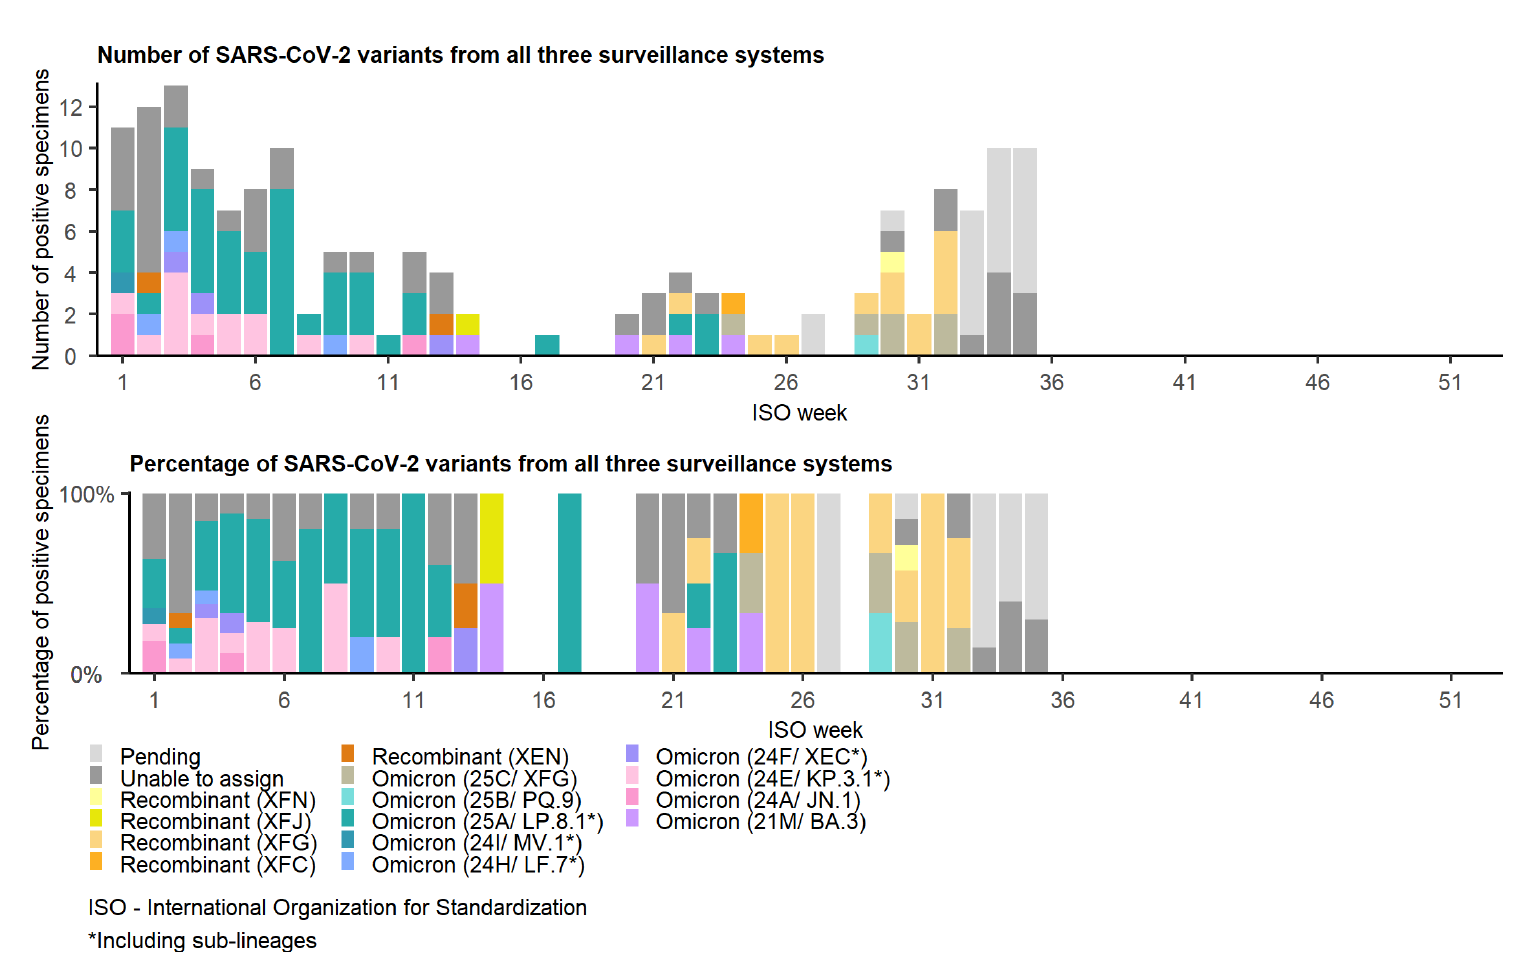 Number of SARS-CoV-2 variants from all three surveillance systems
Number of positive specimens
12
10
8
6
4
2
0
1 6 11 16 21 26 31 36 41 46 51
ISO week
Percentage of SARS-CoV-2 variants from all three surveillance systems
Percentage of positive specimens
100%
0%
1 6 11 16 21 26 31 36 41 46 51
ISO week
Pending
Unable to assign
Recombinant (XFN)
Recombinant (XFJ)
Recombinant (XFG)
Recombinant (XFC)
Recombinant (XEN)
Omicron (25C/ XFG)
Omicron (25B/ PQ.9)
Omicron (25A/ LP.8.1*)
Omicron (24I/ MV.1*)
Omicron (24H/ LF.7*)
Omicron (24F/ XEC*)
Omicron (24E/ KP.3.1*)
Omicron (24A/ JN.1)
Omicron (21M/ BA.3)
ISO - International Organization for Standardization
*Including sub-lineages